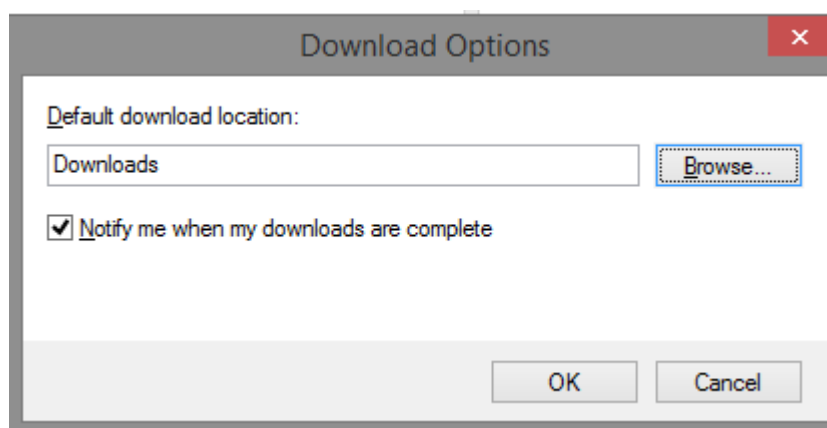 Download Options
Default download location:
Downloads
Browse...
Notify me when my downloads are complete
OK
Cancel